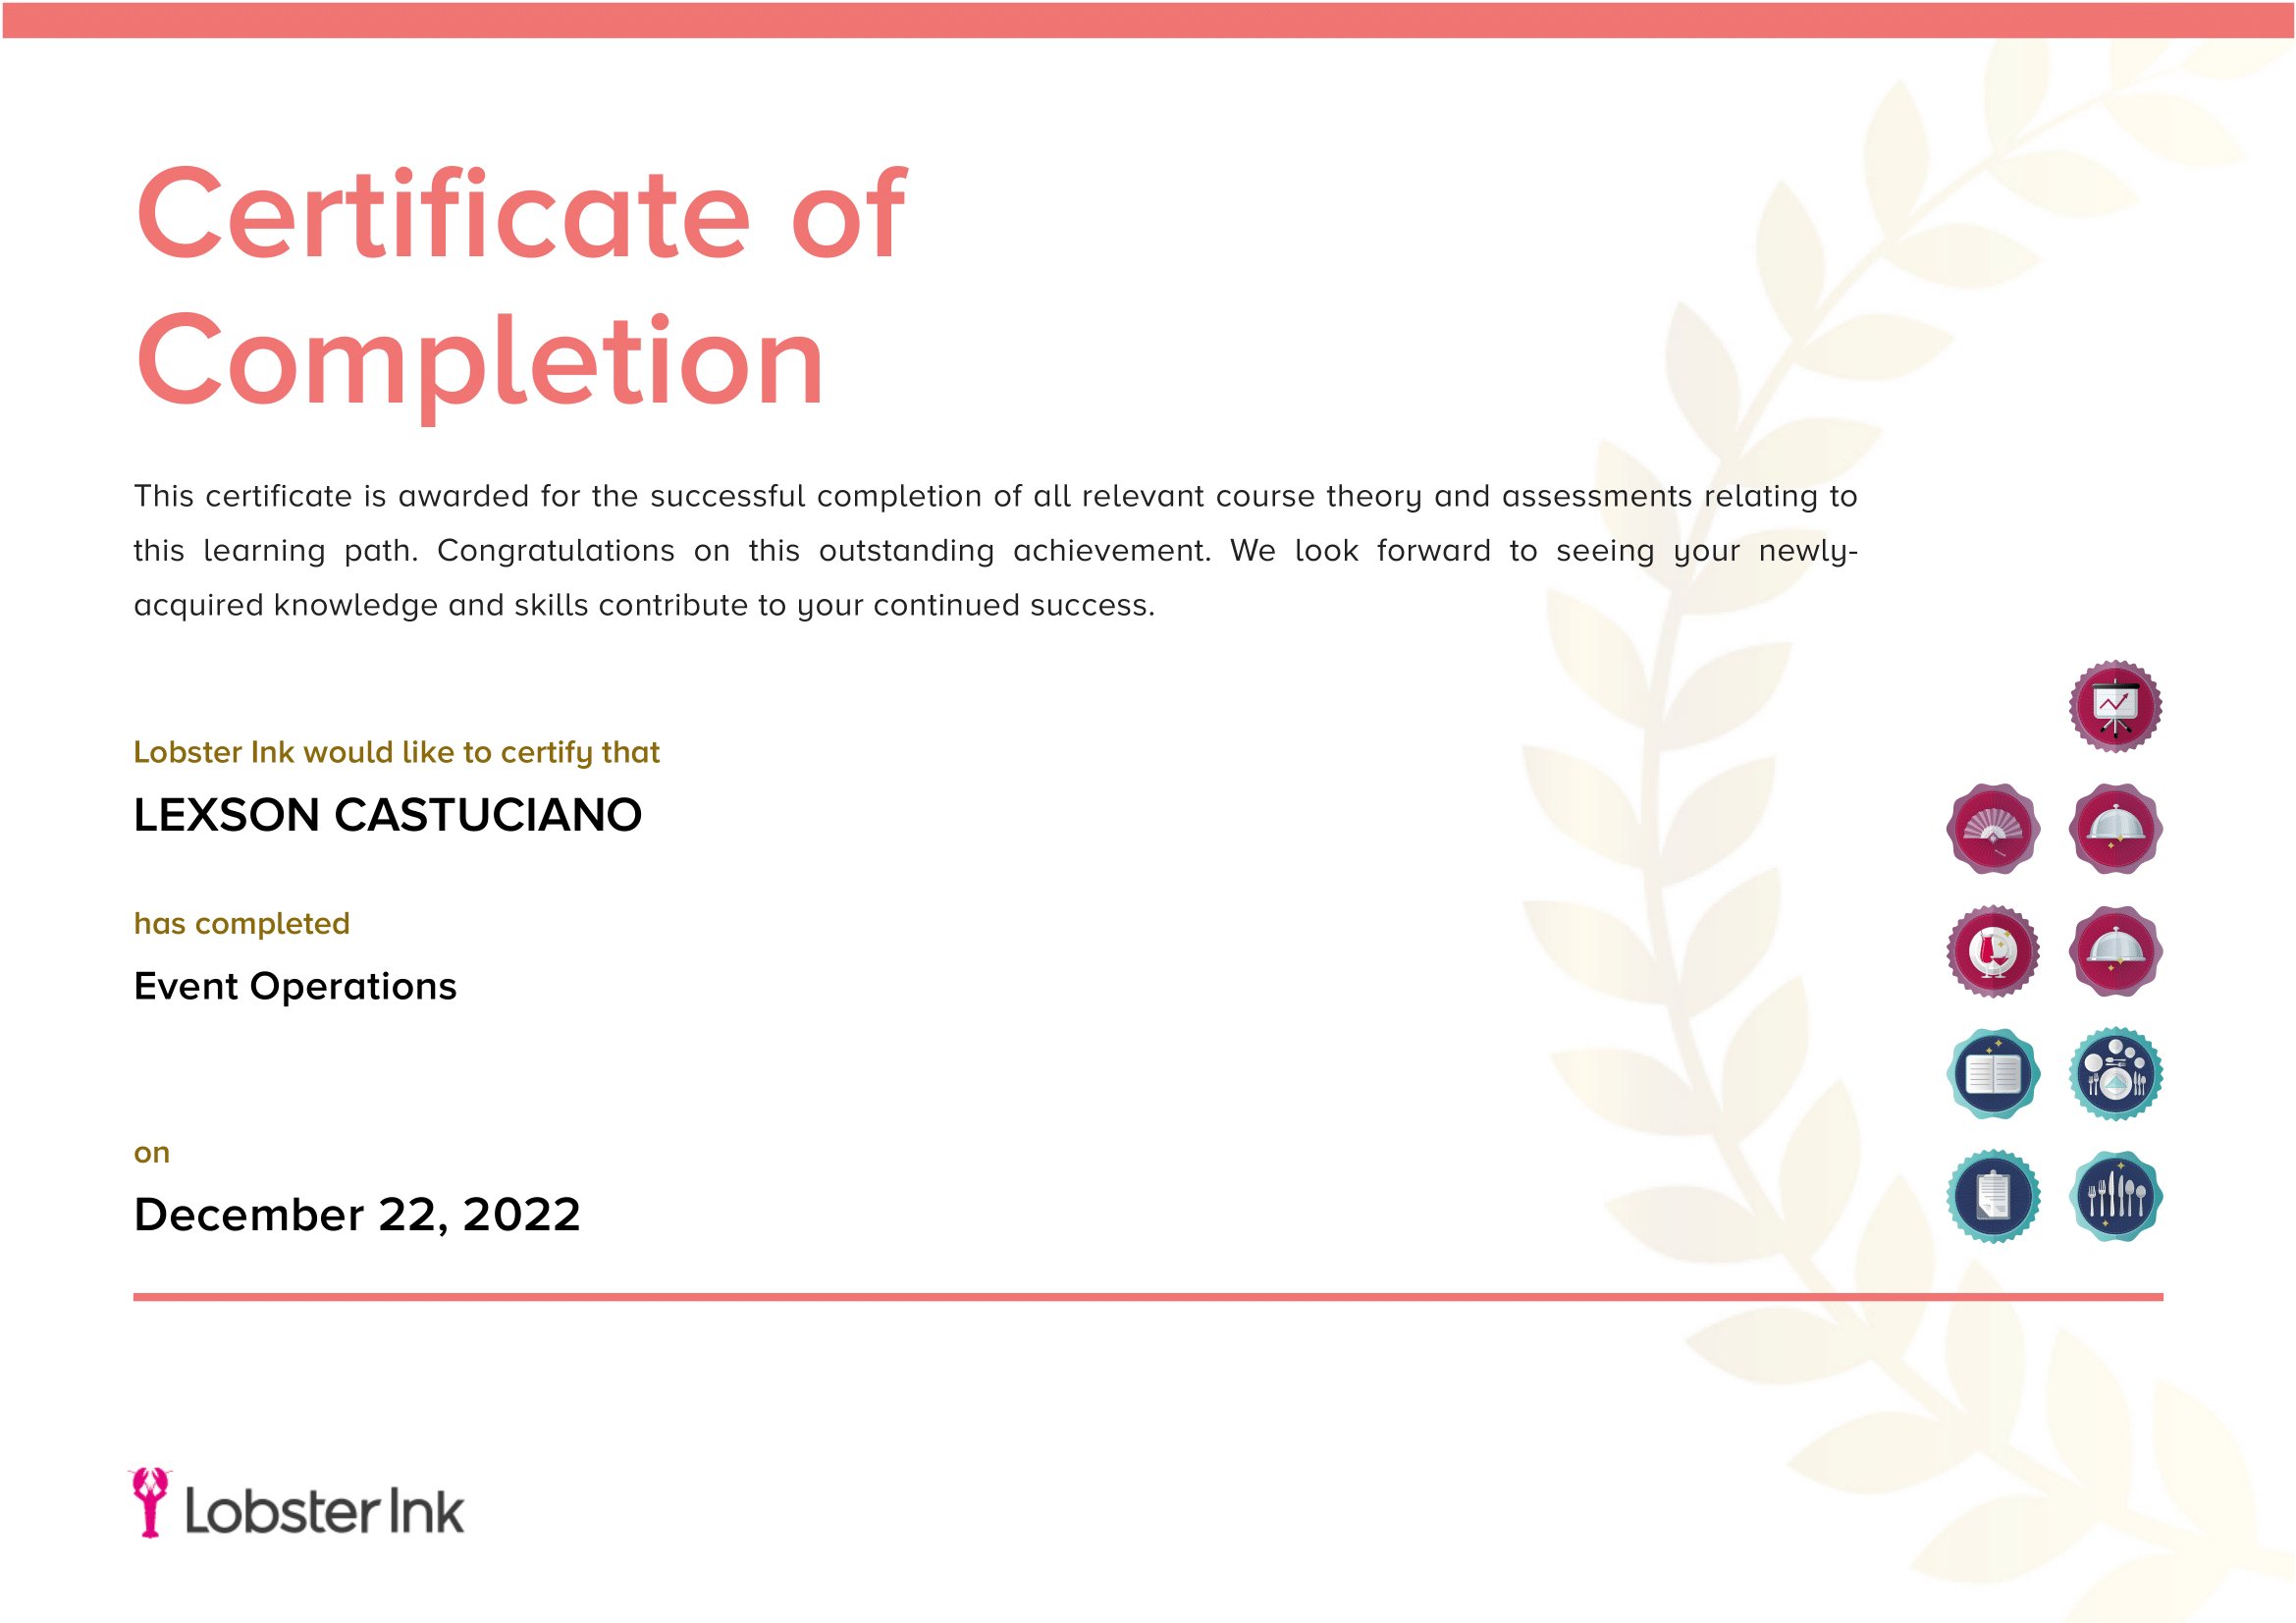 Certificate of
Completion
This certificate is awarded for the successful completion of all relevant course theory and assessments relating to
this learning path. Congratulations on this outstanding achievement. We look forward to seeing your newly-
acquired knowledge and skills contribute to your continued success.
Lobster Ink would like to certify that
LEXSON CASTUCIANO
has completed
Event Operations
on
December 22, 2022
Lobster Ink